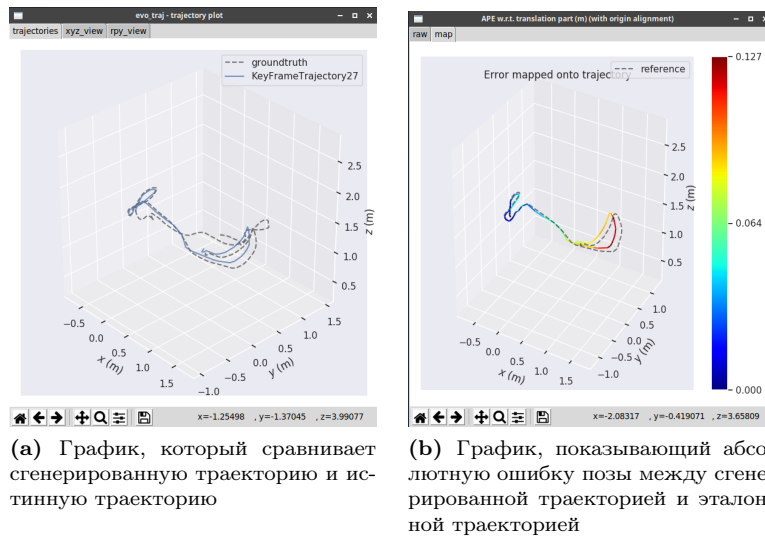 evo_traj - trajectory plot
trajectories xyz_view rpy_view
groundtruth
KeyFrameTrajectory27
2.5
2.0
1.5
1.0
0.5
z (m)
−0.5
0.0
0.5
1.0
1.5
x (m)
−1.0
−0.5
0.0
0.5
1.0
1.5
y (m)
x=-1.25498 , y=-1.37045 , z=3.99077
(a) График, который сравнивает
сгенерированную траекторию и ис-
тинную траекторию
APE w.r.t. translation part (m) (with origin alignment)
raw map
Error mapped onto trajectory
reference
2.5
2.0
1.5
1.0
0.5
z (m)
−0.5
0.0
0.5
1.0
1.5
x (m)
−1.0
−0.5
0.0
0.5
1.0
y (m)
0.127
0.064
0.000
x=-2.08317 , y=-0.419071 , z=3.65809
(b) График, показывающий абсо
лютную ошибку позы между сгене
рированной траекторией и эталон
ной траекторией